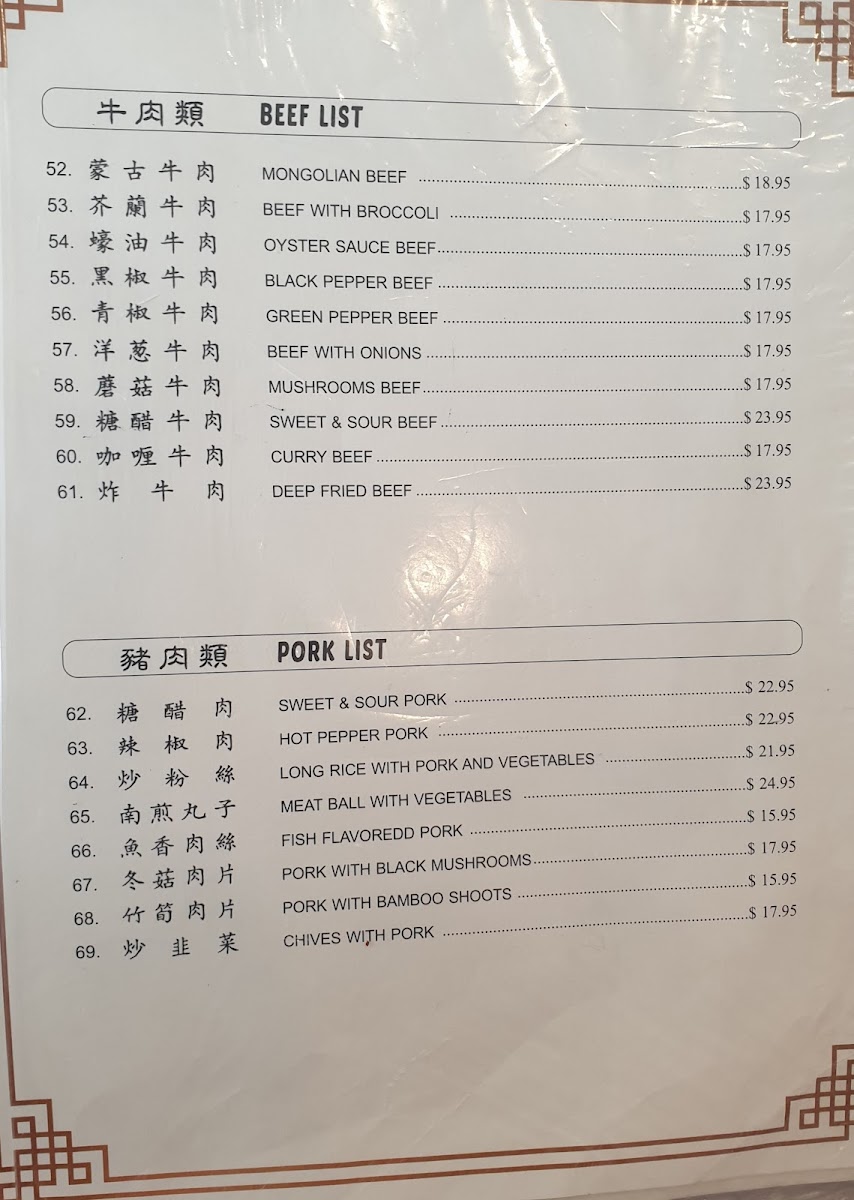 牛肉類 BEEF LIST
52. 蒙古牛肉 MONGOLIAN BEEF $ 18.95
53. 芥蘭牛肉 BEEF WITH BROCCOLI $ 17.95
54. 蠔油牛肉 OYSTER SAUCE BEEF $ 17.95
55. 黑椒牛肉 BLACK PEPPER BEEF $ 17.95
56. 青椒牛肉 GREEN PEPPER BEEF $ 17.95
57. 洋葱牛肉 BEEF WITH ONIONS $ 17.95
58. 蘑菇牛肉 MUSHROOMS BEEF $ 17.95
59. 糖醋牛肉 SWEET & SOUR BEEF $ 23.95
60. 咖喱牛肉 CURRY BEEF $ 17.95
61. 炸牛肉 DEEP FRIED BEEF $ 23.95
豬肉類 PORK LIST
62. 糖醋肉 SWEET & SOUR PORK $ 22.95
63. 辣椒肉 HOT PEPPER PORK $ 22.95
64. 炒粉絲 LONG RICE WITH PORK AND VEGETABLES $ 21.95
65. 南煎丸子 MEAT BALL WITH VEGETABLES $ 24.95
66. 魚香肉絲 FISH FLAVOREDD PORK $ 15.95
67. 冬菇肉片 PORK WITH BLACK MUSHROOMS $ 17.95
68. 竹筍肉片 PORK WITH BAMBOO SHOOTS $ 15.95
69. 炒韭菜 CHIVES WITH PORK $ 17.95